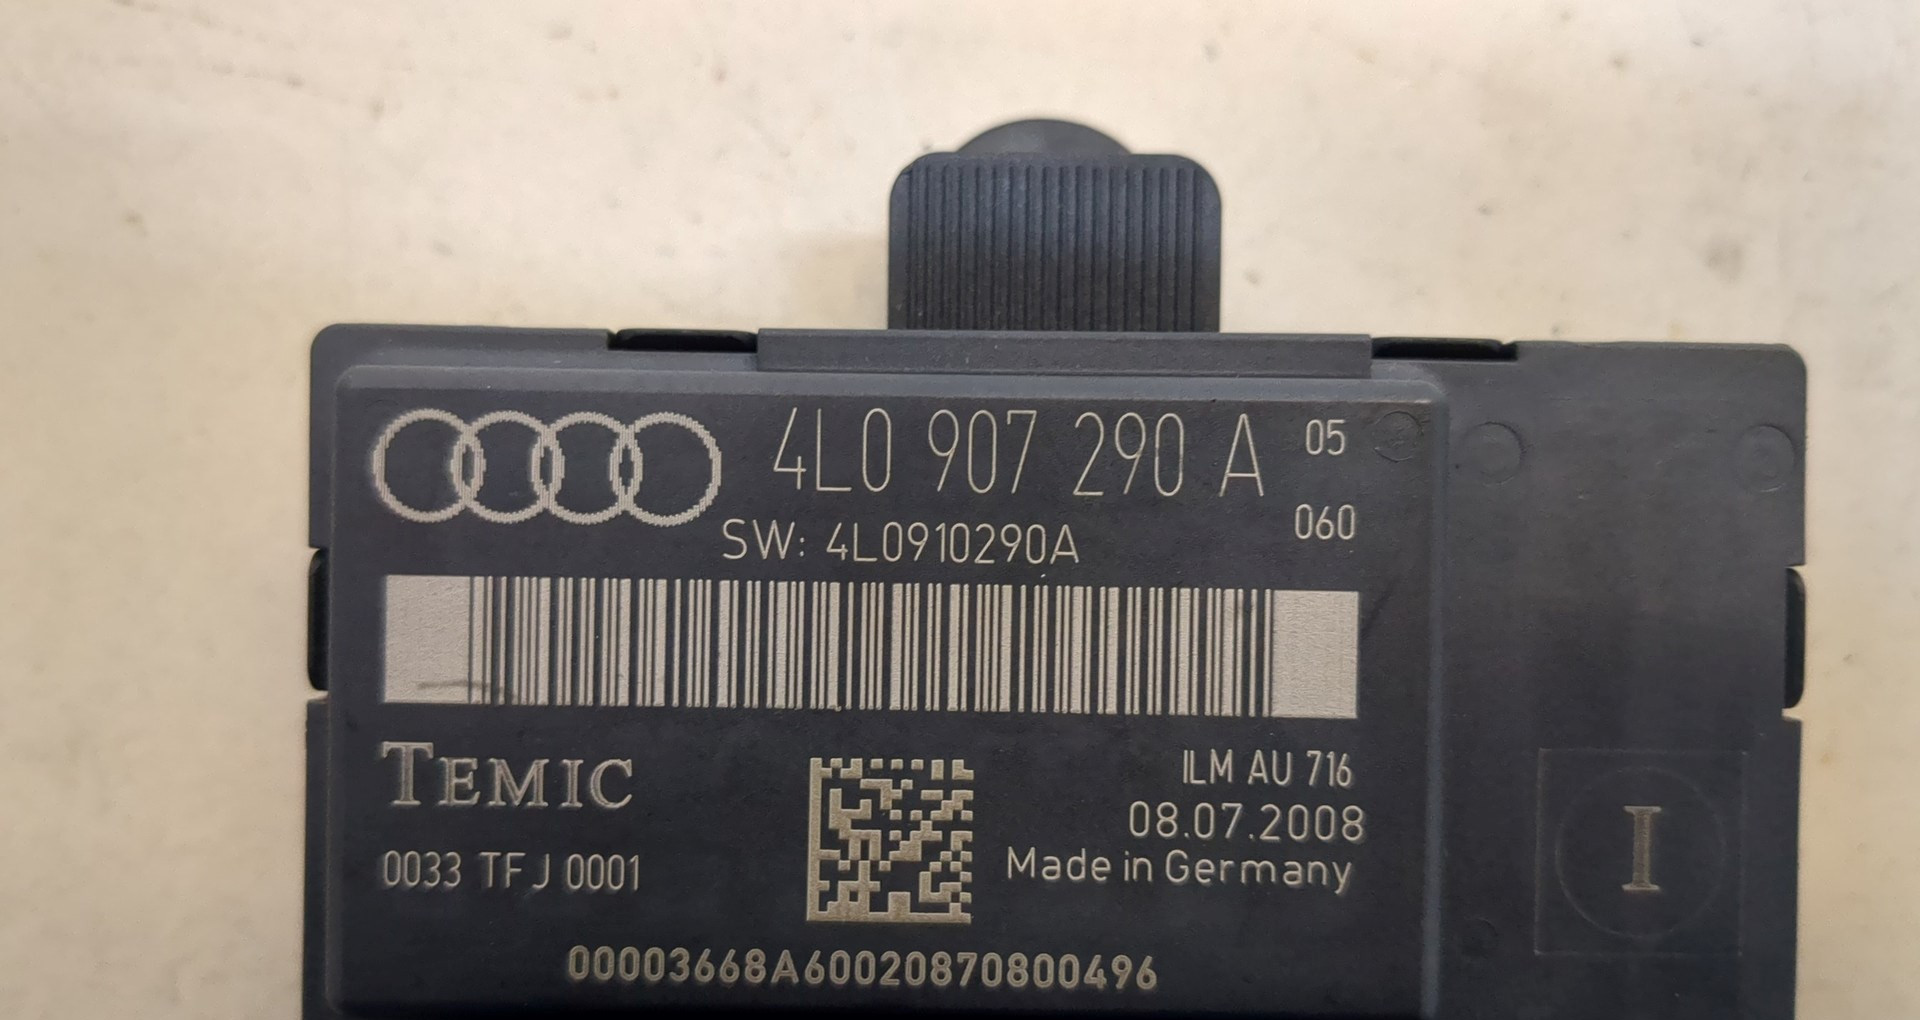 4L0 907 290 A 05
SW: 4L0910290A 060
TEMIC
ILM AU 716
08.07.2008
0033 TFJ 0001
Made in Germany
I
00003668A60020870800496